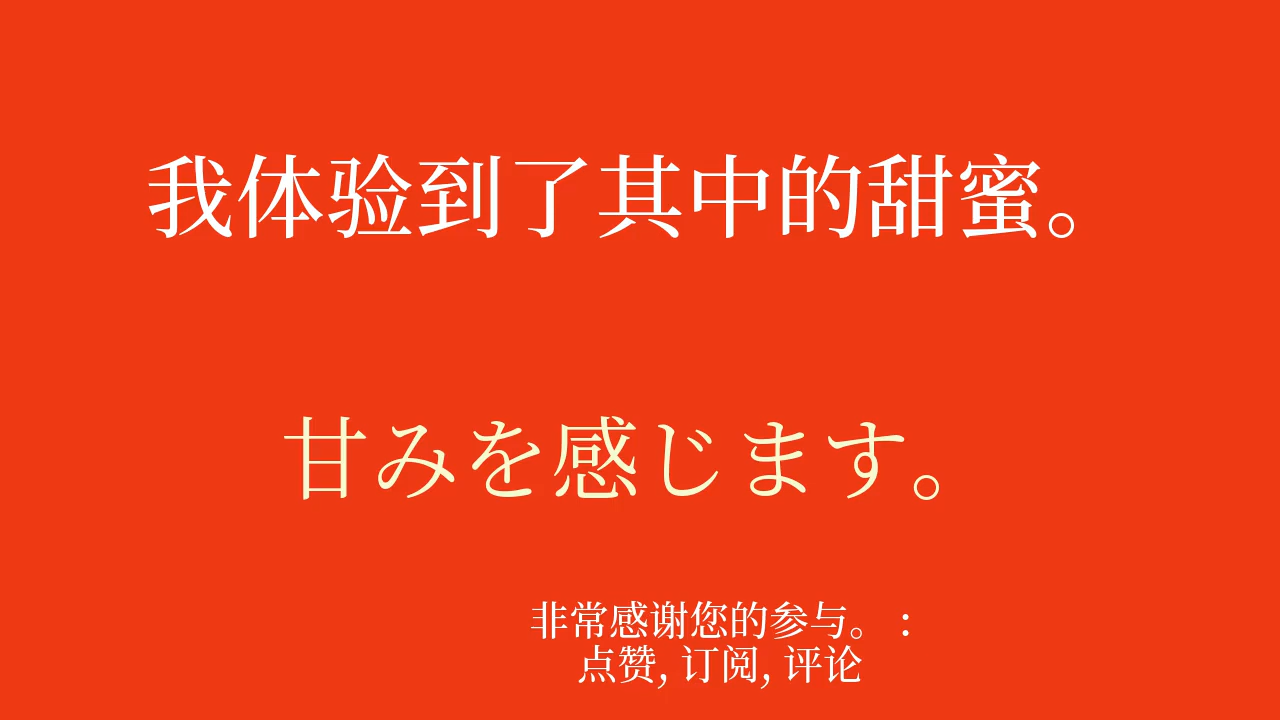 我体验到了其中的甜蜜。
甘みを感じます。
非常感谢您的参与。 :
点赞, 订阅, 评论